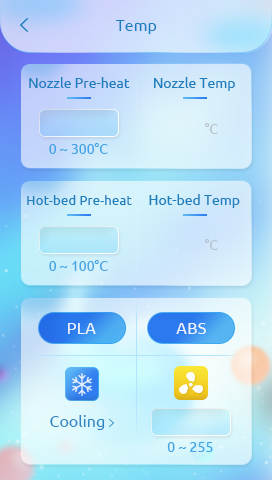 Temp
Nozzle Pre-heat Nozzle Temp
°C
0 ~ 300°C
Hot-bed Pre-heat Hot-bed Temp
°C
0 ~ 100°C
PLA ABS
Cooling >
0 ~ 255